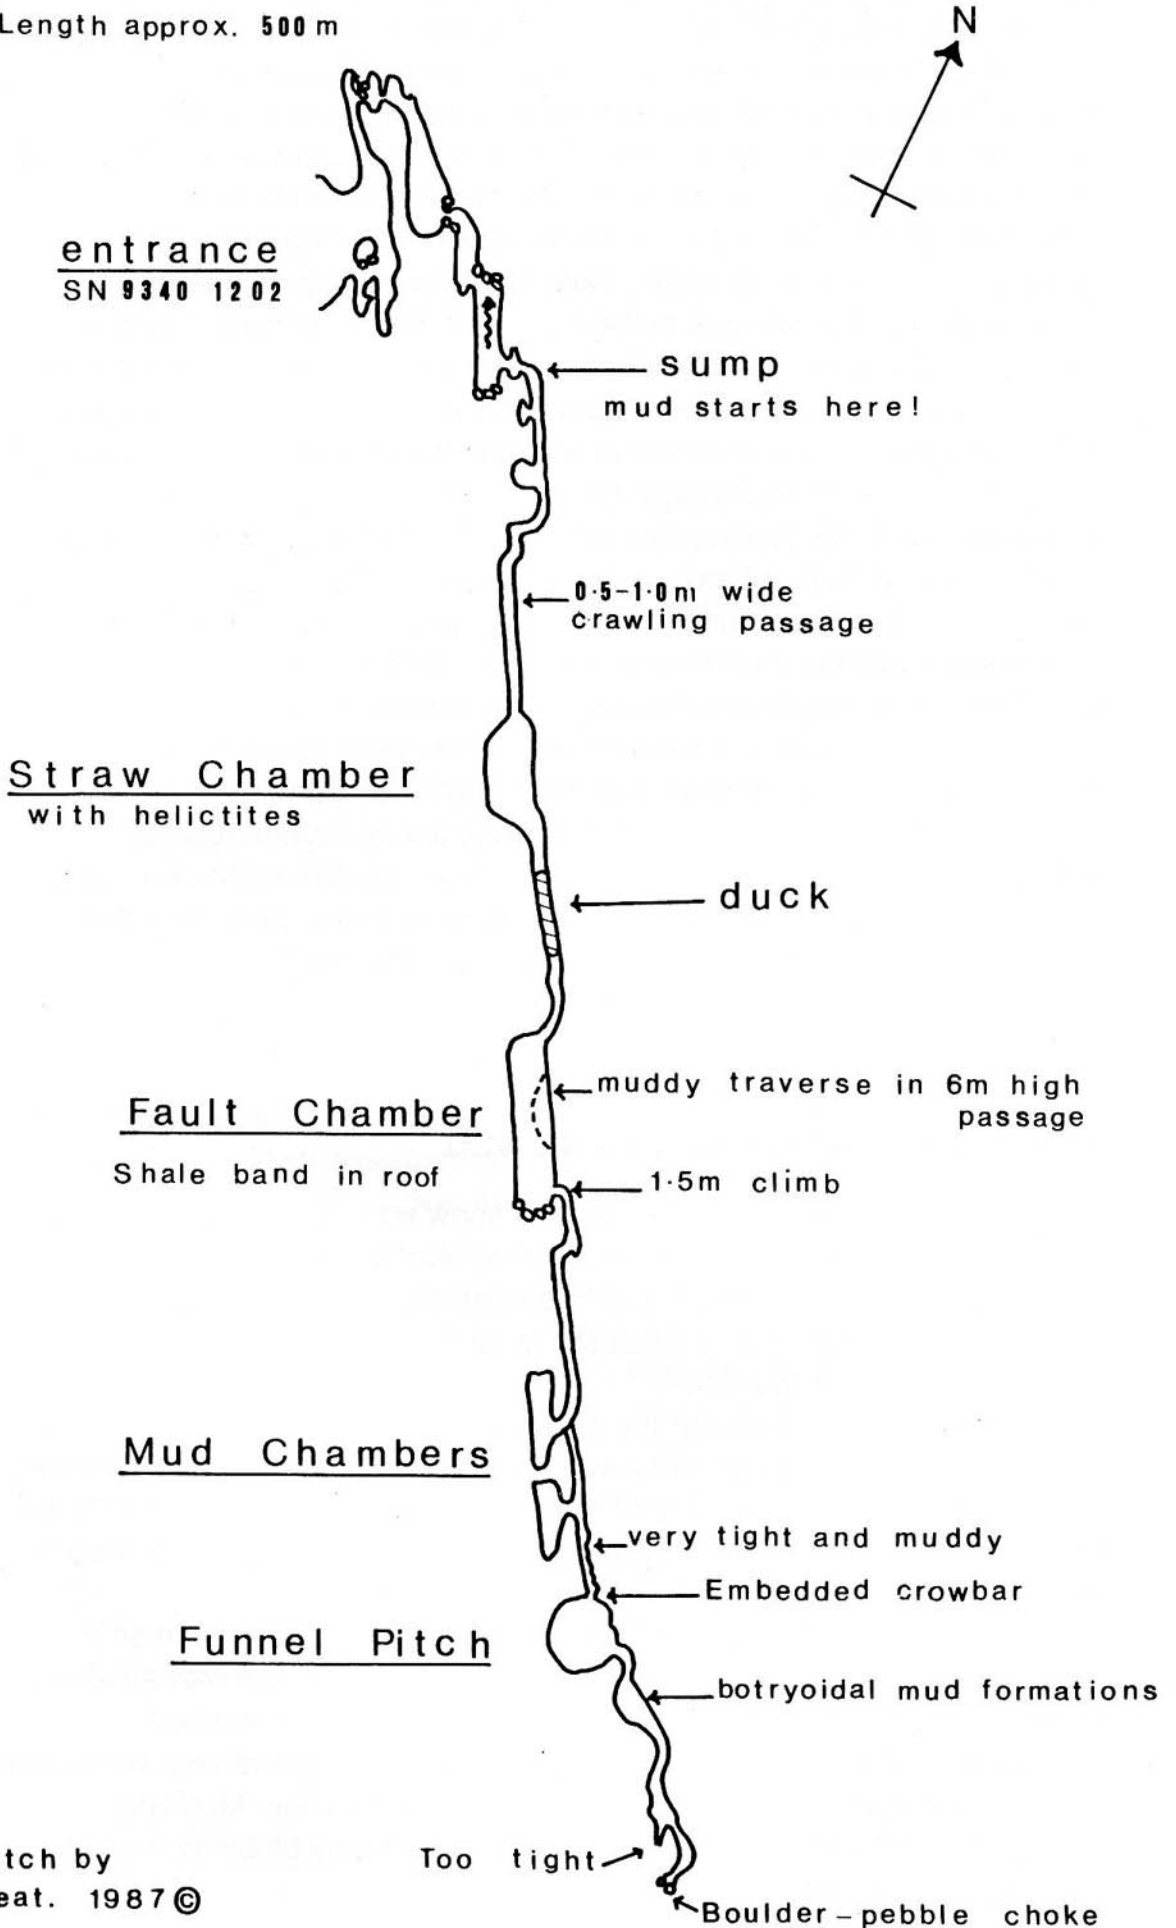 Length approx. 500m
N
entrance
SN 9340 1202
sump
mud starts here!
0·5-1·0m wide
crawling passage
Straw Chamber
with helictites
duck
muddy traverse in 6m high
passage
Fault Chamber
Shale band in roof
1·5m climb
Mud Chambers
very tight and muddy
Embedded crowbar
Funnel Pitch
botryoidal mud formations
Too tight
Boulder-pebble choke
tch by
eat. 1987©